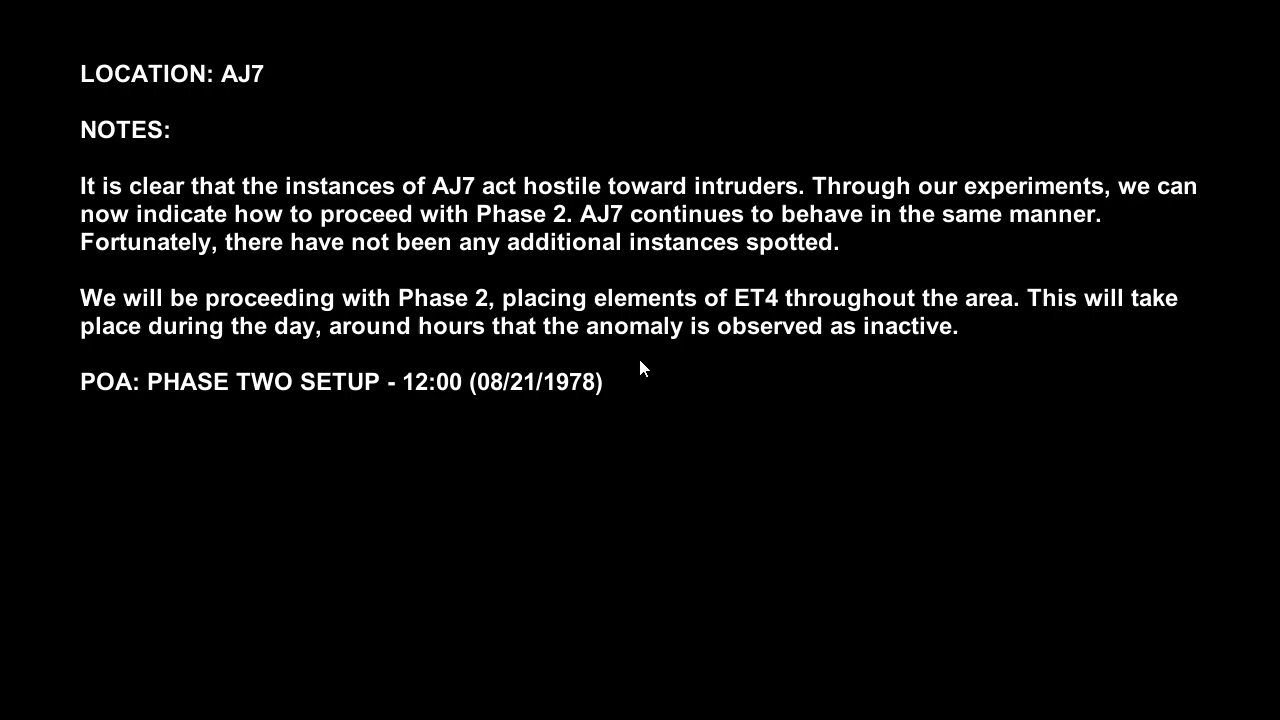 LOCATION: AJ7
NOTES:
It is clear that the instances of AJ7 act hostile toward intruders. Through our experiments, we can
now indicate how to proceed with Phase 2. AJ7 continues to behave in the same manner.
Fortunately, there have not been any additional instances spotted.
We will be proceeding with Phase 2, placing elements of ET4 throughout the area. This will take
place during the day, around hours that the anomaly is observed as inactive.
POA: PHASE TWO SETUP - 12:00 (08/21/1978)